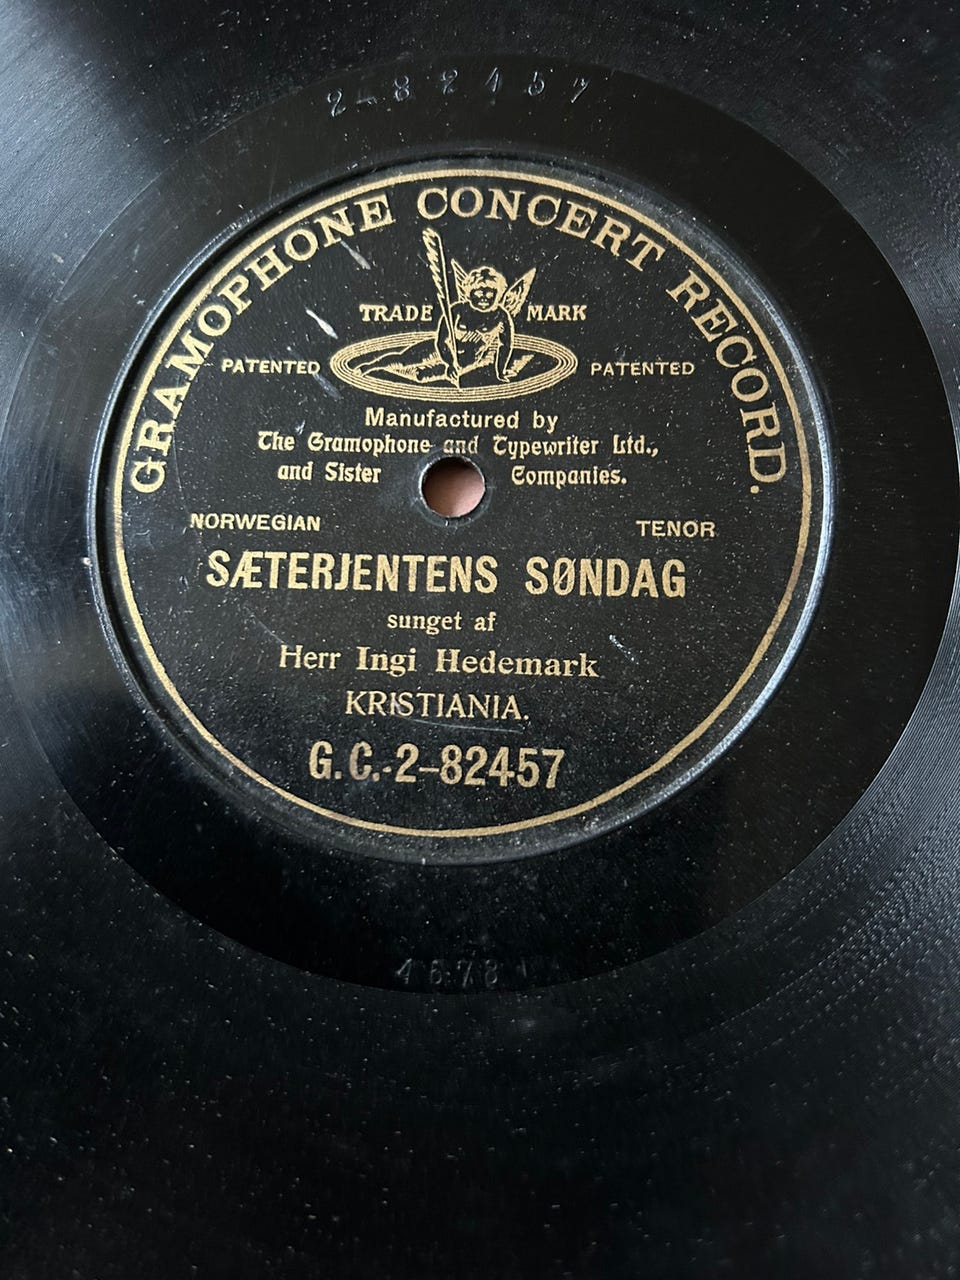 2-82457
GRAMOPHONE CONCERT RECORD.
TRADE MARK
PATENTED PATENTED
Manufactured by
The Gramophone and Typewriter Ltd.,
and Sister Companies.
NORWEGIAN TENOR
SÆTERJENTENS SØNDAG
sunget af
Herr Ingi Hedemark
KRISTIANIA.
G.C.-2-82457